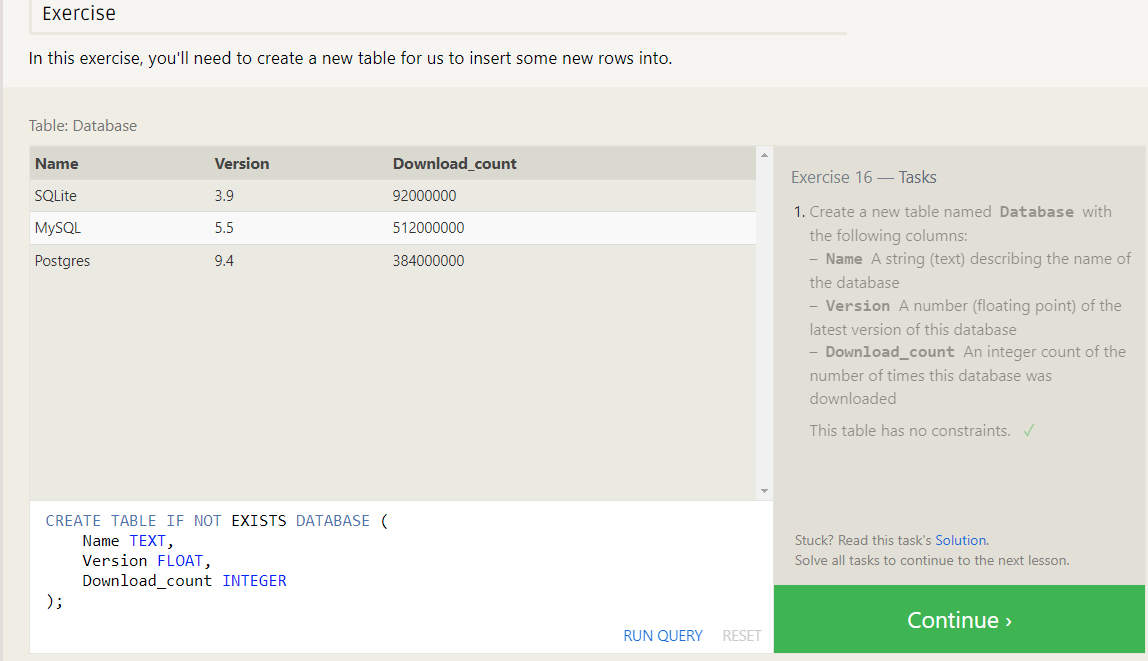 Exercise
In this exercise, you'll need to create a new table for us to insert some new rows into.
Table: Database
Name Version Download_count
SQLite 3.9 92000000
MySQL 5.5 512000000
Postgres 9.4 384000000
Exercise 16 — Tasks
1. Create a new table named Database with
the following columns:
– Name A string (text) describing the name of
the database
– Version A number (floating point) of the
latest version of this database
– Download_count An integer count of the
number of times this database was
downloaded
This table has no constraints. ✓
CREATE TABLE IF NOT EXISTS DATABASE (
    Name TEXT,
    Version FLOAT,
    Download_count INTEGER
);
RUN QUERY RESET
Stuck? Read this task's Solution.
Solve all tasks to continue to the next lesson.
Continue ›